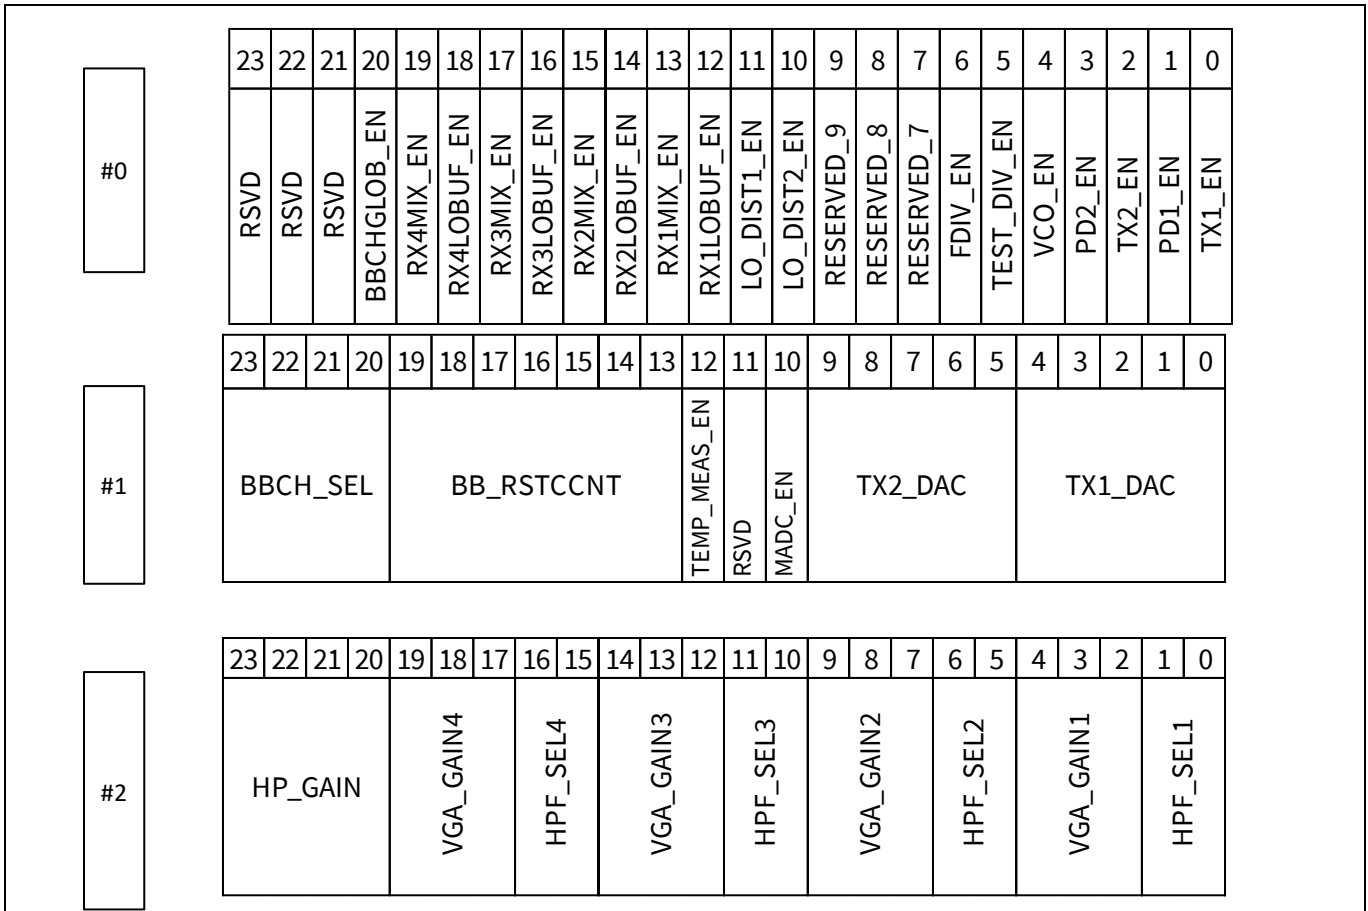 23 22 21 20 19 18 17 16 15 14 13 12 11 10 9 8 7 6 5 4 3 2 1 0
#0
RSVD
RSVD
RSVD
BBCHGLOB_EN
RX4MIX_EN
RX4LOBUF_EN
RX3MIX_EN
RX3LOBUF_EN
RX2MIX_EN
RX2LOBUF_EN
RX1MIX_EN
RX1LOBUF_EN
LO_DIST1_EN
LO_DIST2_EN
RESERVED_9
RESERVED_8
RESERVED_7
FDIV_EN
TEST_DIV_EN
VCO_EN
PD2_EN
TX2_EN
PD1_EN
TX1_EN
23 22 21 20 19 18 17 16 15 14 13 12 11 10 9 8 7 6 5 4 3 2 1 0
#1
BBCH_SEL
BB_RSTCCNT
TEMP_MEAS_EN
RSVD
MADC_EN
TX2_DAC
TX1_DAC
23 22 21 20 19 18 17 16 15 14 13 12 11 10 9 8 7 6 5 4 3 2 1 0
#2
HP_GAIN
VGA_GAIN4
HPF_SEL4
VGA_GAIN3
HPF_SEL3
VGA_GAIN2
HPF_SEL2
VGA_GAIN1
HPF_SEL1